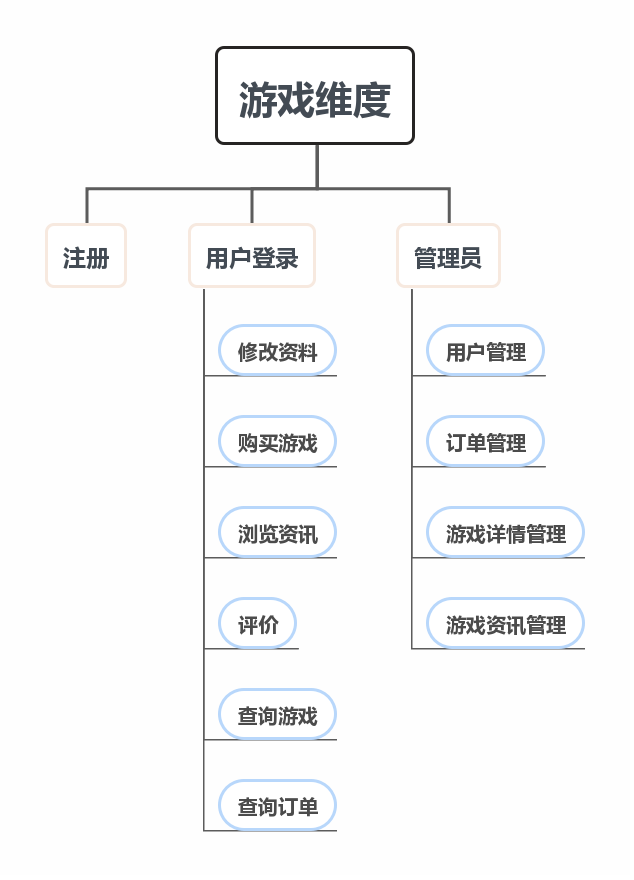 游戏维度
注册
用户登录
管理员
修改资料
购买游戏
浏览资讯
评价
查询游戏
查询订单
用户管理
订单管理
游戏详情管理
游戏资讯管理